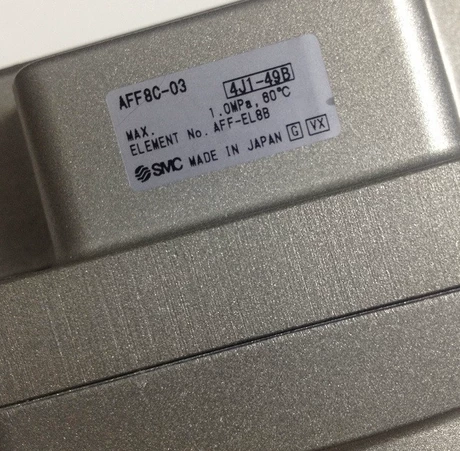 AFF8C-03 4J1-49B
MAX. 1.0MPa, 60℃
ELEMENT No. AFF-EL8B
SMC MADE IN JAPAN G VX